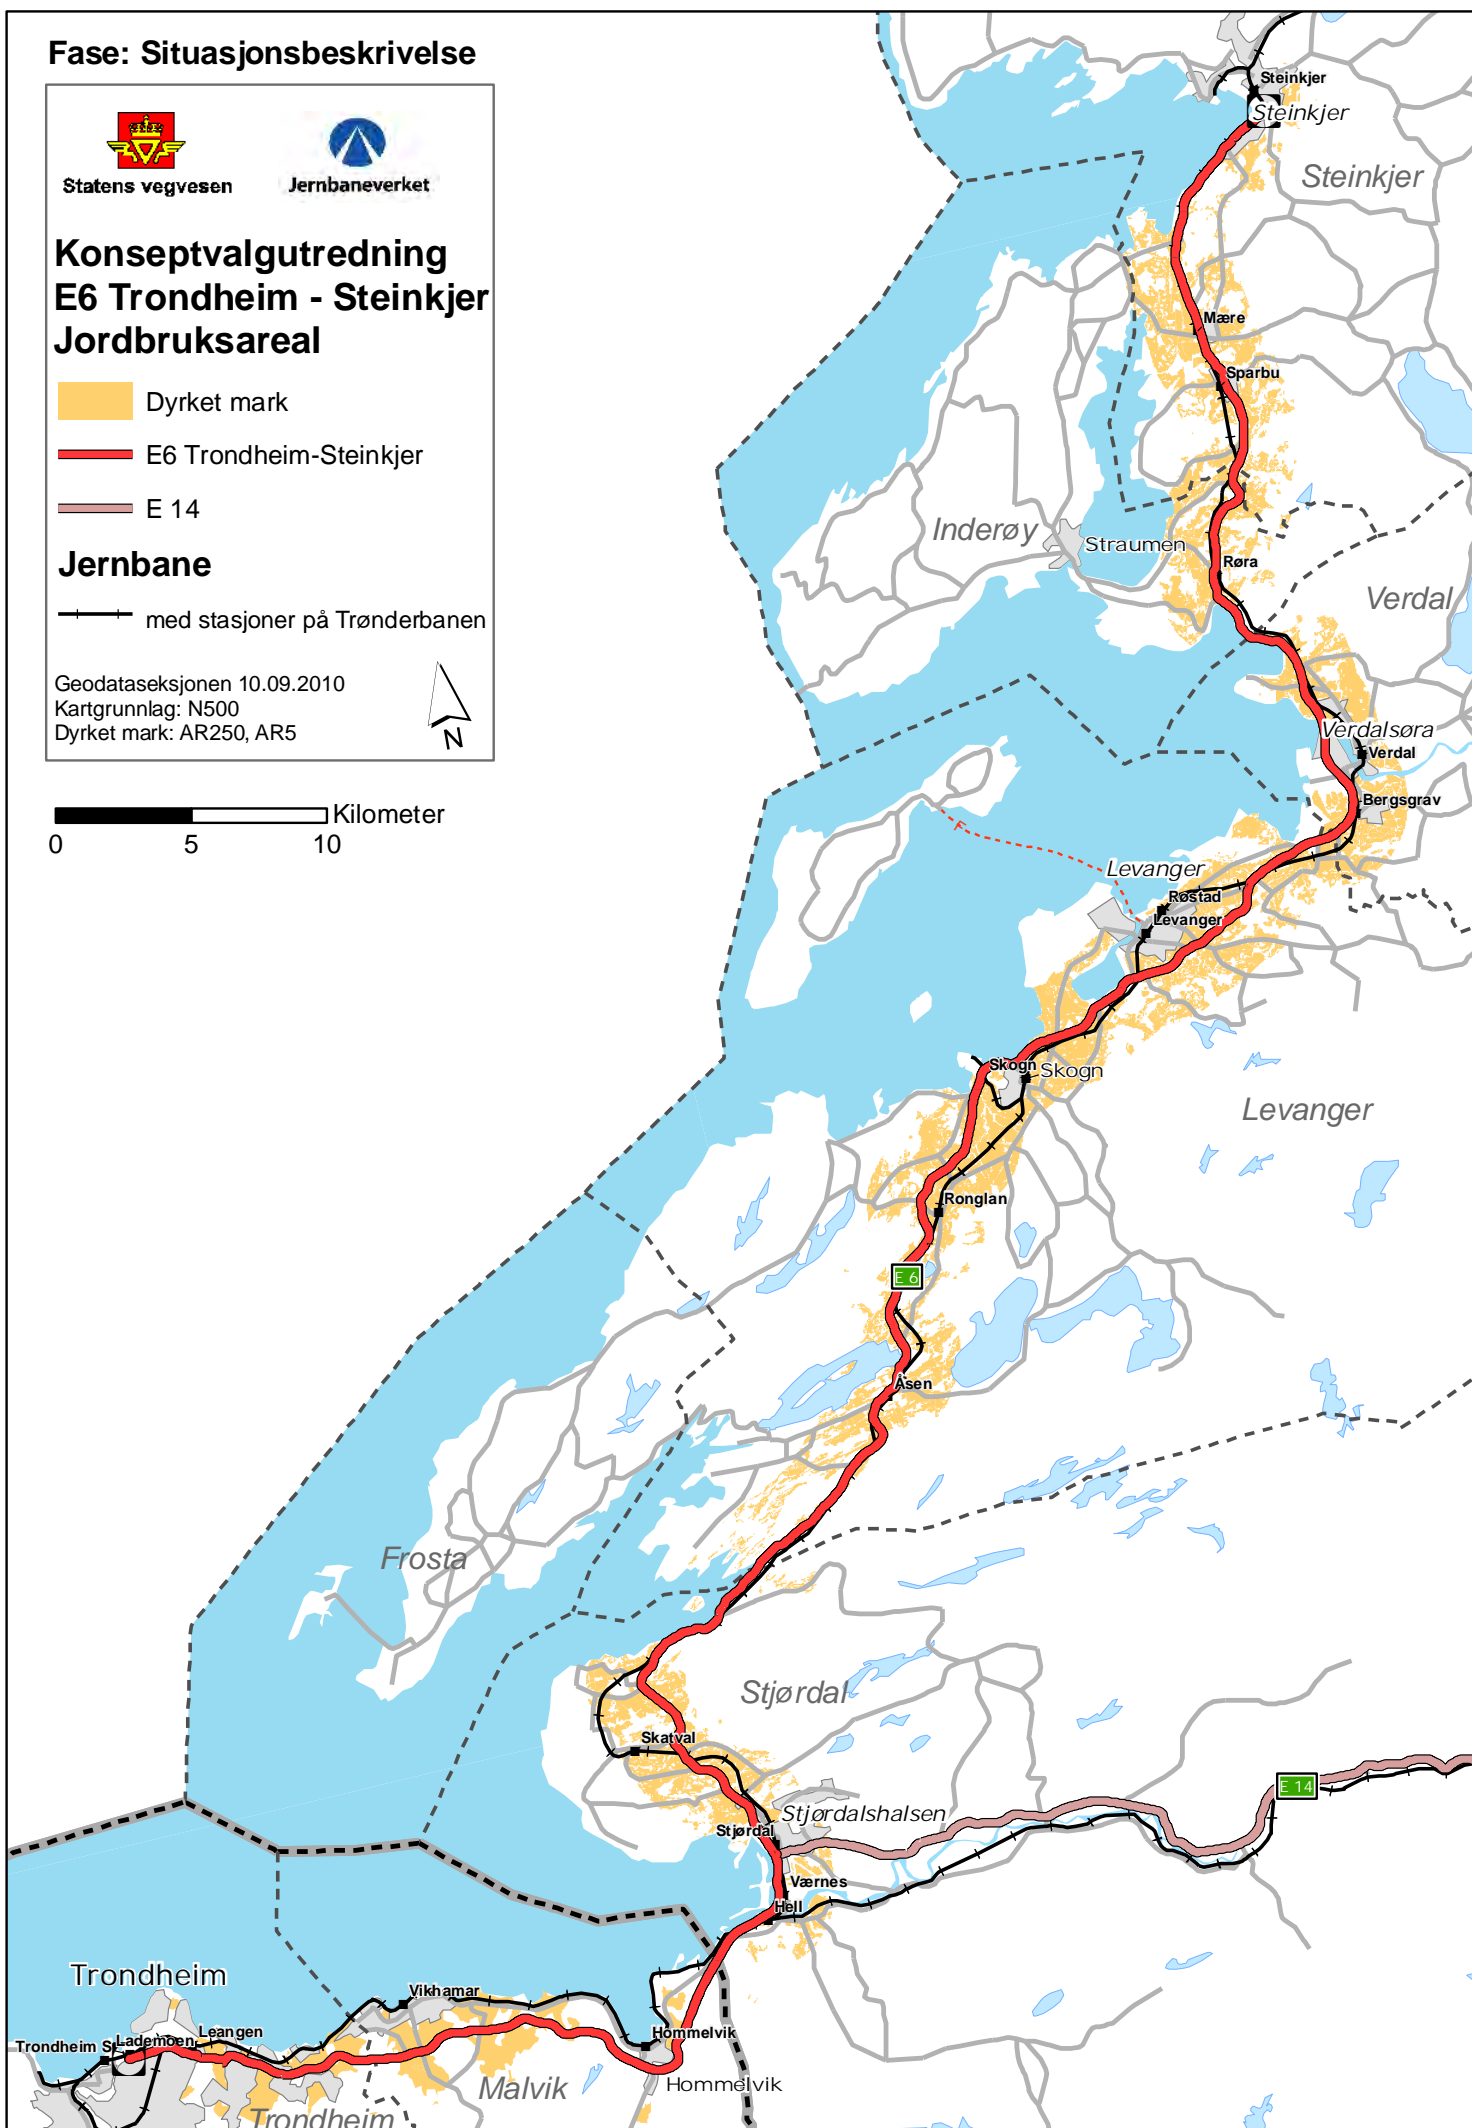 Fase: Situasjonsbeskrivelse
Statens vegvesen
Jernbaneverket
Konseptvalgutredning
E6 Trondheim - Steinkjer
Jordbruksareal
Dyrket mark
E6 Trondheim-Steinkjer
E 14
Jernbane
med stasjoner på Trønderbanen
Geodataseksjonen 10.09.2010
Kartgrunnlag: N500
Dyrket mark: AR250, AR5
N
Kilometer
0 5 10
Steinkjer
Steinkjer
Steinkjer
Mære
Sparbu
Inderøy
Straumen
Røra
Verdal
Verdalsøra
Verdal
Bergsgrav
Levanger
Røstad
Levanger
Skogn
Skogn
Levanger
Ronglan
E 6
Åsen
Frosta
Stjørdal
Skatval
E 14
Stjørdalshalsen
Stjørdal
Værnes
Hell
Trondheim
Vikhamar
Leangen
Lademoen
Trondheim S
Hommelvik
Hommelvik
Malvik
Trondheim